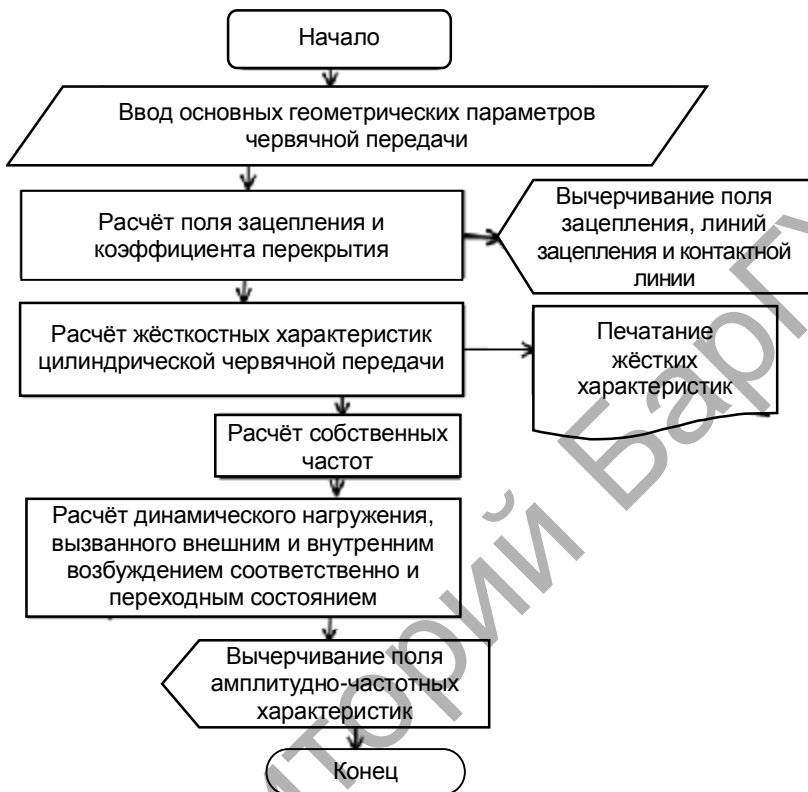 Начало
Ввод основных геометрических параметров
червячной передачи
Расчёт поля зацепления и
коэффициента перекрытия
Вычерчивание поля
зацепления, линий
зацепления и контактной
линии
Расчёт жёсткостных характеристик
цилиндрической червячной передачи
Печатание
жёстких
характеристик
Расчёт собственных
частот
Расчёт динамического нагружения,
вызванного внешним и внутренним
возбуждением соответственно и
переходным состоянием
Вычерчивание поля
амплитудно-частотных
характеристик
Конец